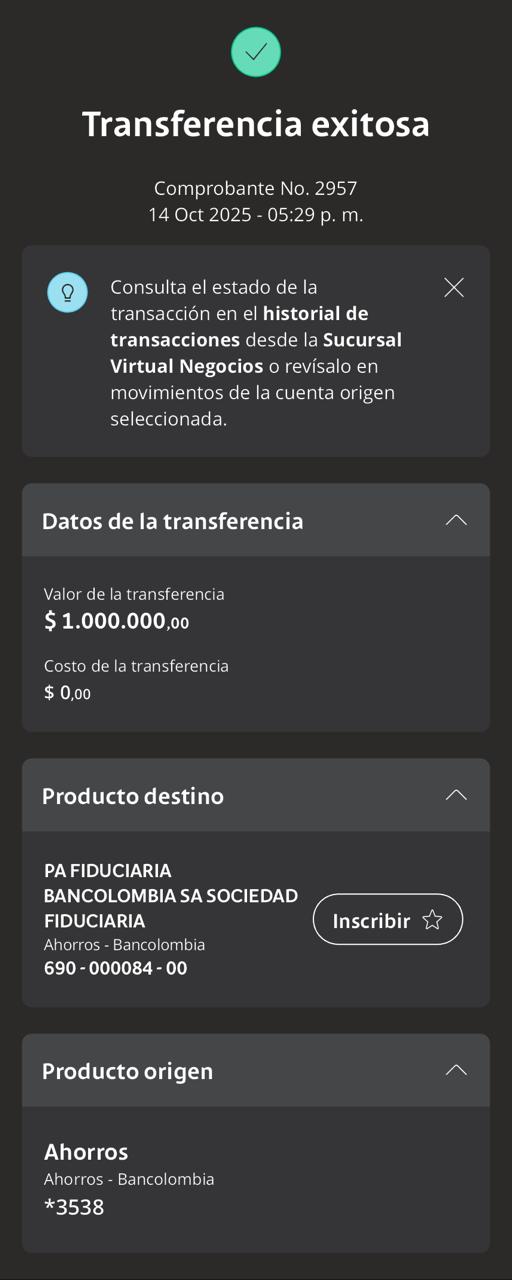 Transferencia exitosa
Comprobante No. 2957
14 Oct 2025 - 05:29 p. m.
Consulta el estado de la
transacción en el historial de
transacciones desde la Sucursal
Virtual Negocios o revísalo en
movimientos de la cuenta origen
seleccionada.
Datos de la transferencia
Valor de la transferencia
$ 1.000.000,00
Costo de la transferencia
$ 0,00
Producto destino
PA FIDUCIARIA
BANCOLOMBIA SA SOCIEDAD
FIDUCIARIA
Ahorros - Bancolombia
690 - 000084 - 00
Inscribir
Producto origen
Ahorros
Ahorros - Bancolombia
*3538